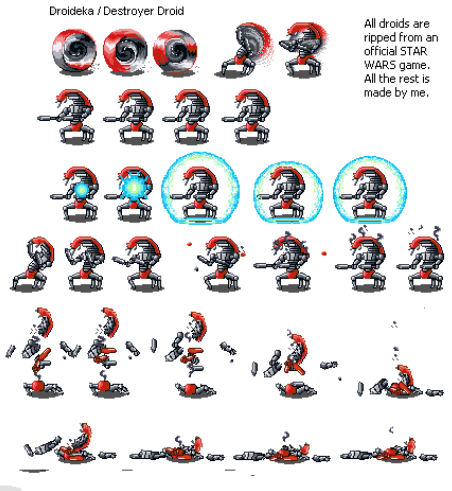 Droideka / Destroyer Droid
All droids are
ripped from an
official STAR
WARS game.
All the rest is
made by me.